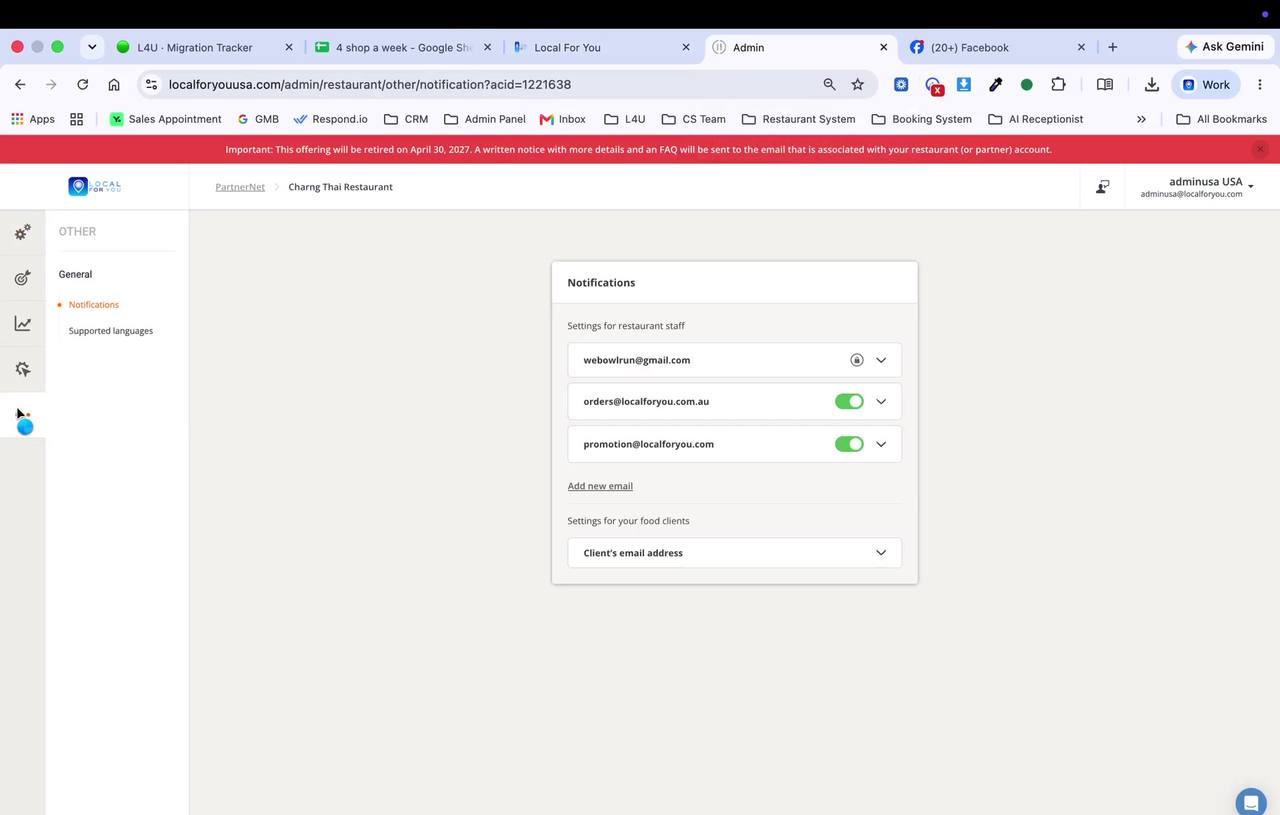 L4U · Migration Tracker
4 shop a week - Google She
Local For You
Admin
(20+) Facebook
Ask Gemini
localforyouusa.com/admin/restaurant/other/notification?acid=1221638
Work
Apps
Sales Appointment
GMB
Respond.io
CRM
Admin Panel
Inbox
L4U
CS Team
Restaurant System
Booking System
AI Receptionist
All Bookmarks
Important: This offering will be retired on April 30, 2027. A written notice with more details and an FAQ will be sent to the email that is associated with your restaurant (or partner) account.
LOCAL
FOR YOU
PartnerNet
Charng Thai Restaurant
adminusa USA
adminusa@localforyou.com
OTHER
General
Notifications
Supported languages
Notifications
Settings for restaurant staff
webowlrun@gmail.com
orders@localforyou.com.au
promotion@localforyou.com
Add new email
Settings for your food clients
Client's email address